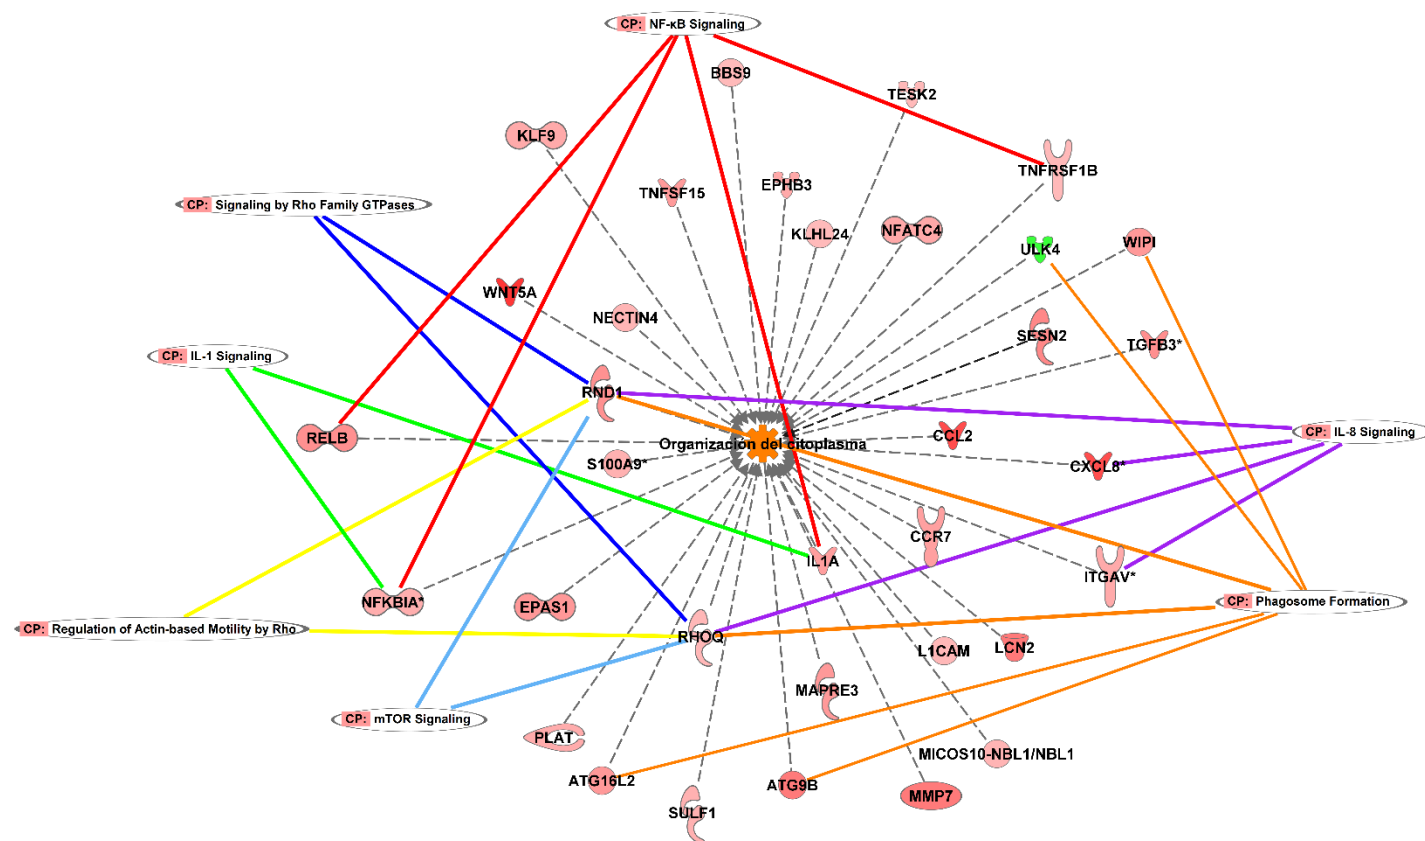 CP: NF-κB Signaling
BBS9
TESK2
KLF9
TNFRSF1B
TNFSF15
EPHB3
CP: Signaling by Rho Family GTPases
KLHL24
NFATC4
ULK4
WIPI
WNT5A
NECTIN4
SESN2
TGFB3*
CP: IL-1 Signaling
RND1
RELB
Organización del citoplasma
CCL2
CP: IL-8 Signaling
S100A9*
CXCL8*
CCR7
IL1A
ITGAV*
NFKBIA*
EPAS1
CP: Phagosome Formation
CP: Regulation of Actin-based Motility by Rho
RHOQ
L1CAM
LCN2
MAPRE3
CP: mTOR Signaling
PLAT
MICOS10-NBL1/NBL1
ATG16L2
ATG9B
MMP7
SULF1